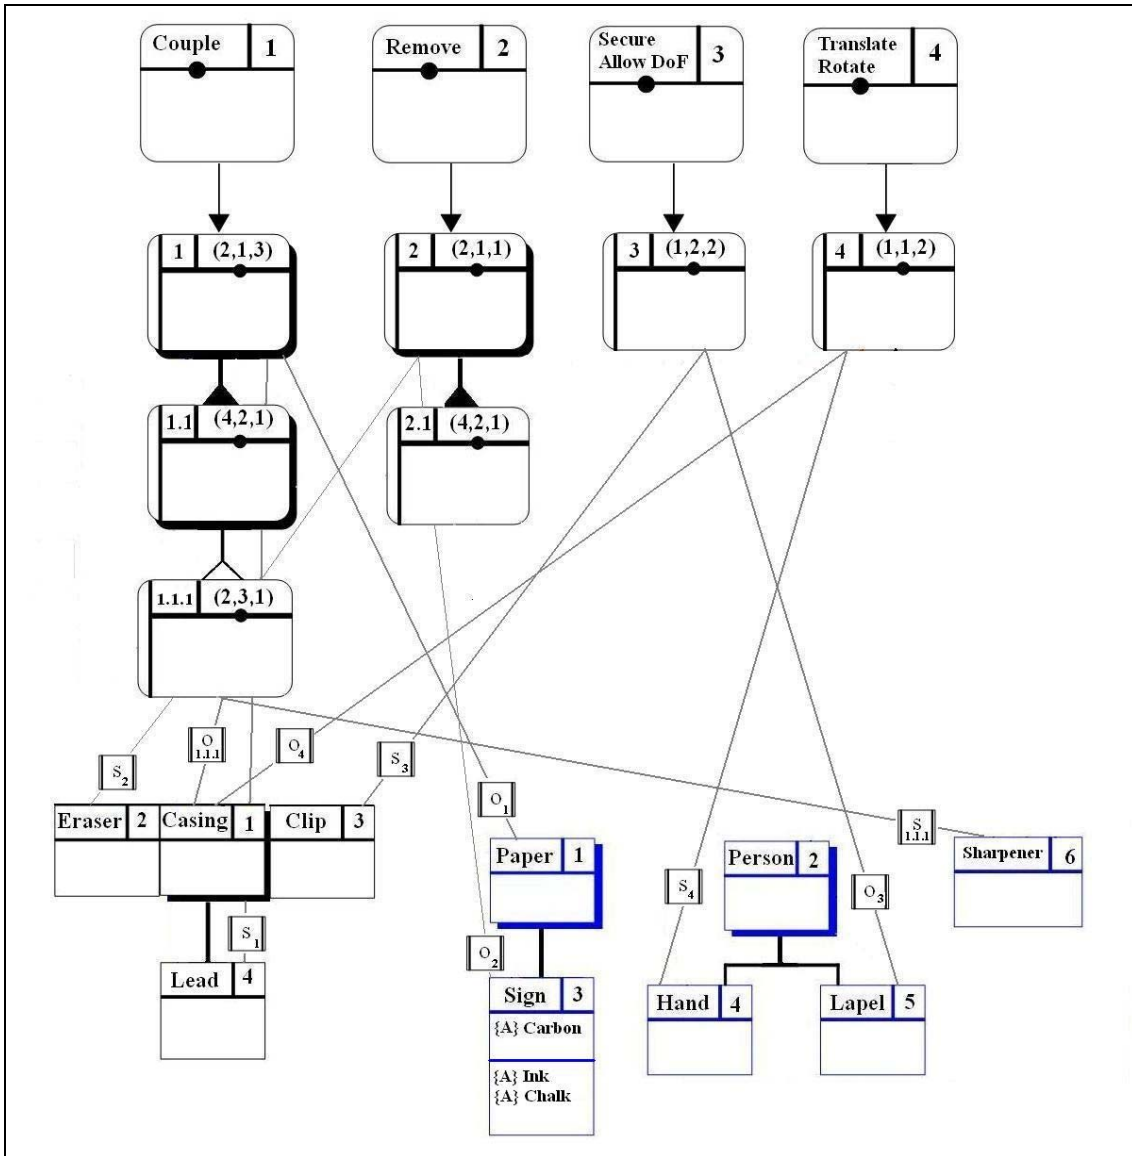 Couple 1
Remove 2
Secure
Allow DoF 3
Translate
Rotate 4
1 (2,1,3)
2 (2,1,1)
3 (1,2,2)
4 (1,1,2)
1.1 (4,2,1)
2.1 (4,2,1)
1.1.1 (2,3,1)
S2
O
1.1.1
O4
S3
O1
S
1.1.1
Eraser 2
Casing 1
Clip 3
Paper 1
Person 2
Sharpener 6
S4
O3
S1
O2
Lead 4
Sign 3
Hand 4
Lapel 5
{A} Carbon
{A} Ink
{A} Chalk